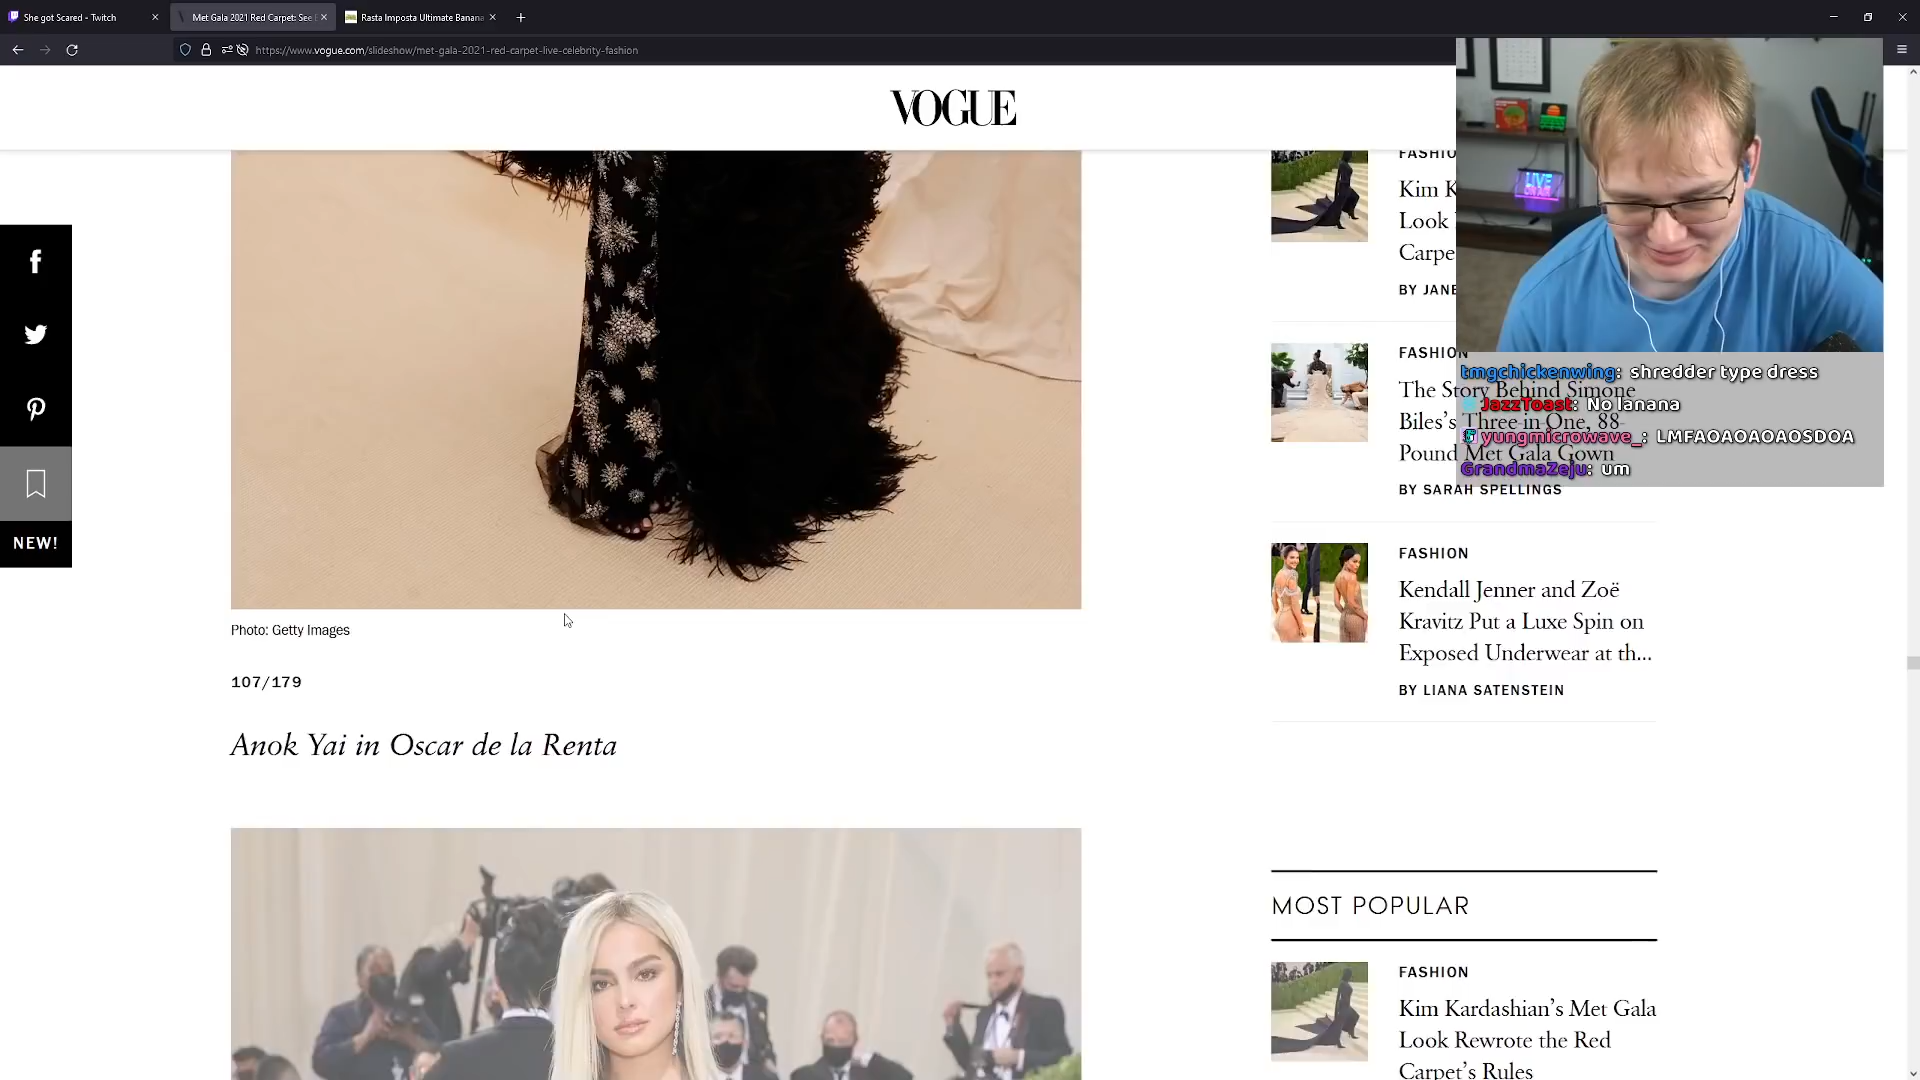 She got Scared - Twitch
Met Gala 2021 Red Carpet: See E
Rasta Imposta Ultimate Banana
https://www.vogue.com/slideshow/met-gala-2021-red-carpet-live-celebrity-fashion
VOGUE
NEW!
Photo: Getty Images
107/179
Anok Yai in Oscar de la Renta
FASHIO
Kim K
Look
Carpe
BY JANE
FASHION
The Story Behind Simone
Biles's Three-in-One, 88-
Pound Met Gala Gown
BY SARAH SPELLINGS
FASHION
Kendall Jenner and Zoë
Kravitz Put a Luxe Spin on
Exposed Underwear at th...
BY LIANA SATENSTEIN
MOST POPULAR
FASHION
Kim Kardashian's Met Gala
Look Rewrote the Red
Carpet's Rules
LIVE
tmgchickenwing: shredder type dress
JazzToast: No lanana
yungmicrowave_: LMFAOAOAOAOSDOA
GrandmaZeju: um